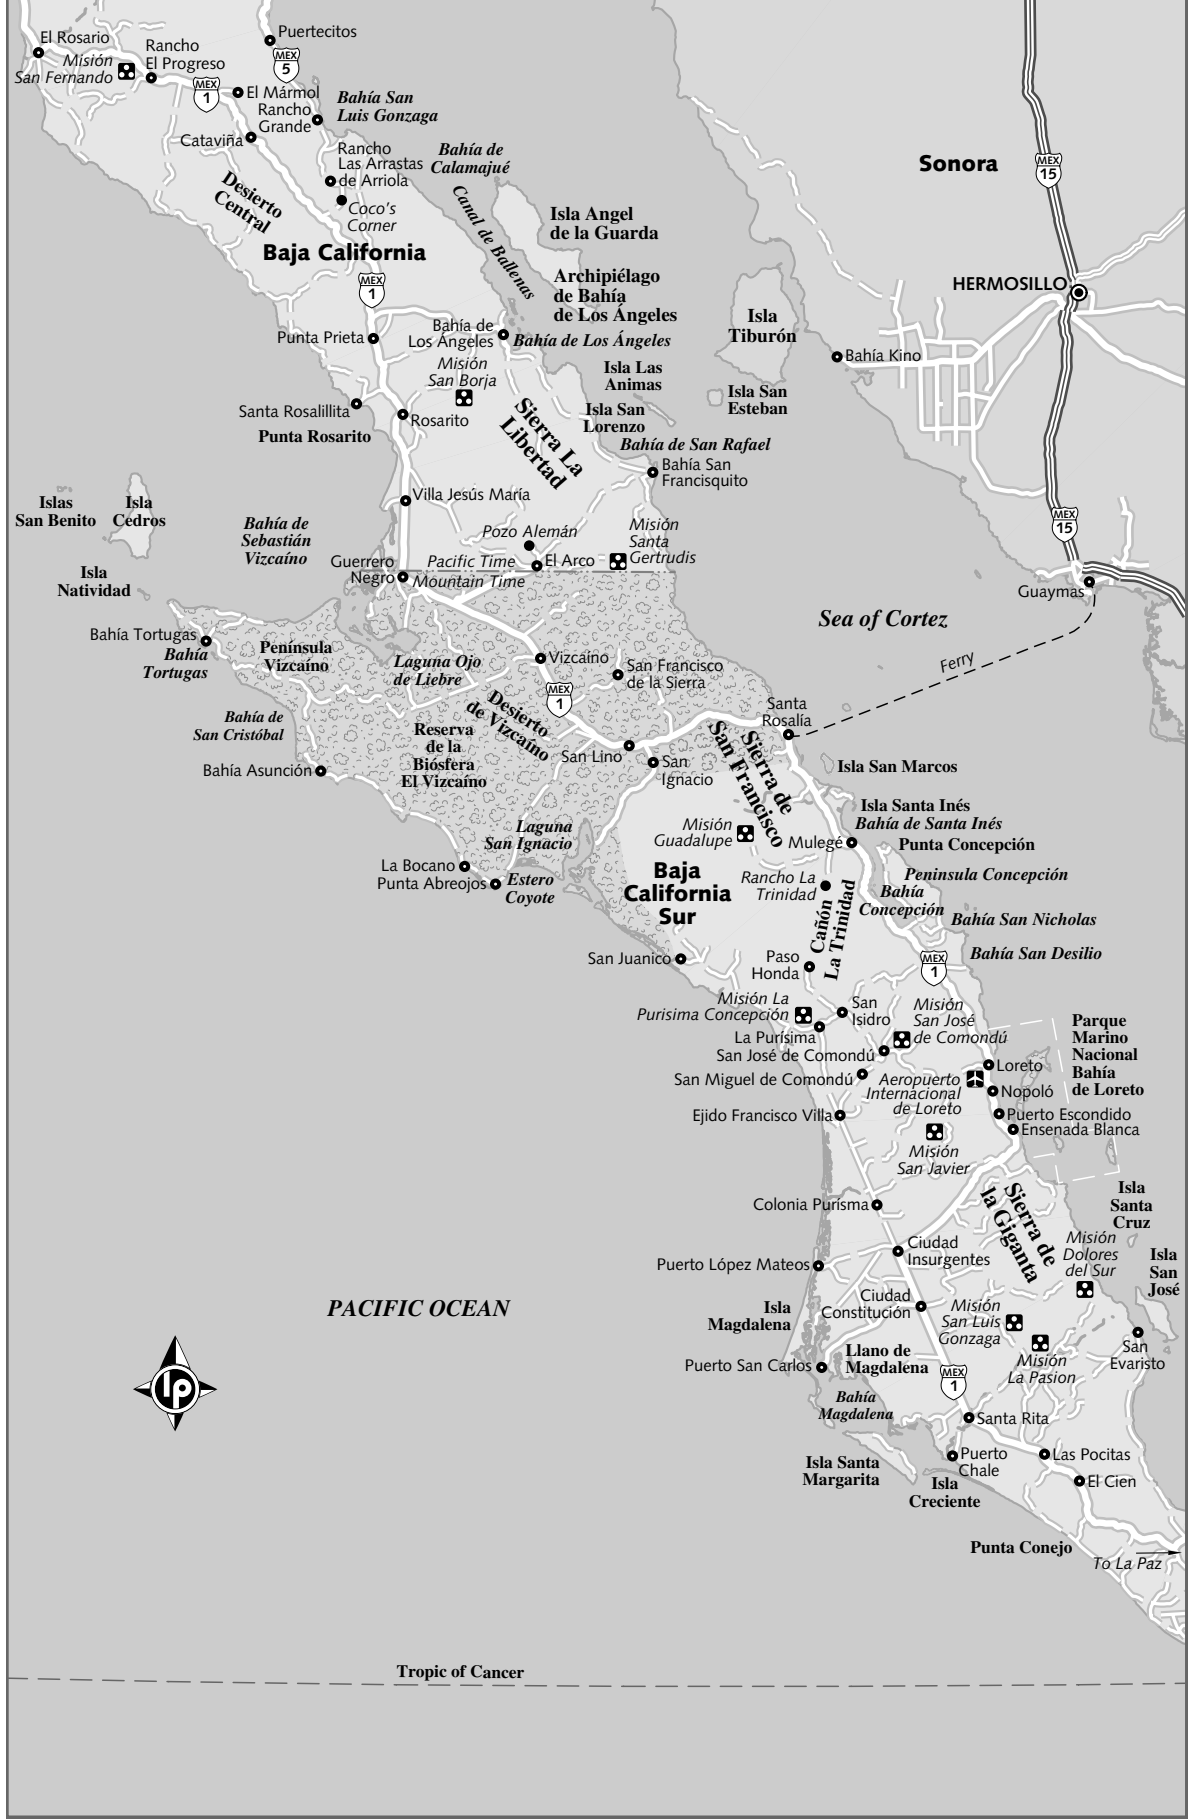 El Rosario
Misión
San Fernando
Rancho
El Progreso
MEX
1
Puertecitos
MEX
5
El Mármol
Rancho
Grande
Bahía San
Luis Gonzaga
Cataviña
Rancho
Las Arrastas
de Arriola
Bahía de
Calamajué
Coco's
Corner
Desierto
Central
Canal de Ballenas
Isla Angel
de la Guarda
Sonora
MEX
15
Baja California
MEX
1
Archipiélago
de Bahía
de Los Ángeles
HERMOSILLO
Isla
Tiburón
Punta Prieta
Bahía de
Los Ángeles
Bahía de Los Ángeles
Bahía Kino
Misión
San Borja
Isla Las
Animas
Isla San
Esteban
Santa Rosalillita
Rosarito
Punta Rosarito
Sierra La
Libertad
Isla San
Lorenzo
Bahía de San Rafael
Bahía San
Francisquito
Islas
San Benito
Isla
Cedros
Villa Jesús María
Bahía de
Sebastián
Vizcaíno
Pozo Alemán
Misión
Santa
Gertrudis
MEX
15
Guerrero
Negro
Pacific Time
Mountain Time
El Arco
Isla
Natividad
Guaymas
Sea of Cortez
Ferry
Bahía Tortugas
Bahía
Tortugas
Península
Vizcaíno
Laguna Ojo
de Liebre
Vizcaíno
San Francisco
de la Sierra
MEX
1
Desierto
de Vizcaíno
Bahía de
San Cristóbal
Reserva
de la
Biósfera
El Vizcaíno
Santa
Rosalía
San Lino
San
Ignacio
Sierra de
San Francisco
Bahía Asunción
Isla San Marcos
Isla Santa Inés
Bahía de Santa Inés
Laguna
San Ignacio
Misión
Guadalupe
Mulegé
Punta Concepción
La Bocano
Punta Abreojos
Estero
Coyote
Baja
California
Sur
Rancho La
Trinidad
Peninsula Concepción
Bahía
Concepción
Cañón
La Trinidad
Bahía San Nicholas
San Juanico
Paso
Honda
MEX
1
Bahía San Desilio
Misión La
Purisima Concepción
San
Isidro
Misión
San José
de Comondú
La Purísima
San José de Comondú
Parque
Marino
Nacional
Bahía
de Loreto
San Miguel de Comondú
Aeropuerto
Internacional
de Loreto
Loreto
Nopoló
Ejido Francisco Villa
Puerto Escondido
Ensenada Blanca
Misión
San Javier
Colonia Purísma
Sierra de
la Giganta
Isla
Santa
Cruz
Ciudad
Insurgentes
Misión
Dolores
del Sur
Isla
San
José
Puerto López Mateos
Ciudad
Constitución
Misión
San Luis
Gonzaga
PACIFIC OCEAN
Isla
Magdalena
San
Evaristo
Misión
La Pasion
Puerto San Carlos
Llano de
Magdalena
MEX
1
lp
Bahía
Magdalena
Santa Rita
Isla Santa
Margarita
Puerto
Chale
Las Pocitas
Isla
Creciente
El Cien
Punta Conejo
To La Paz
Tropic of Cancer